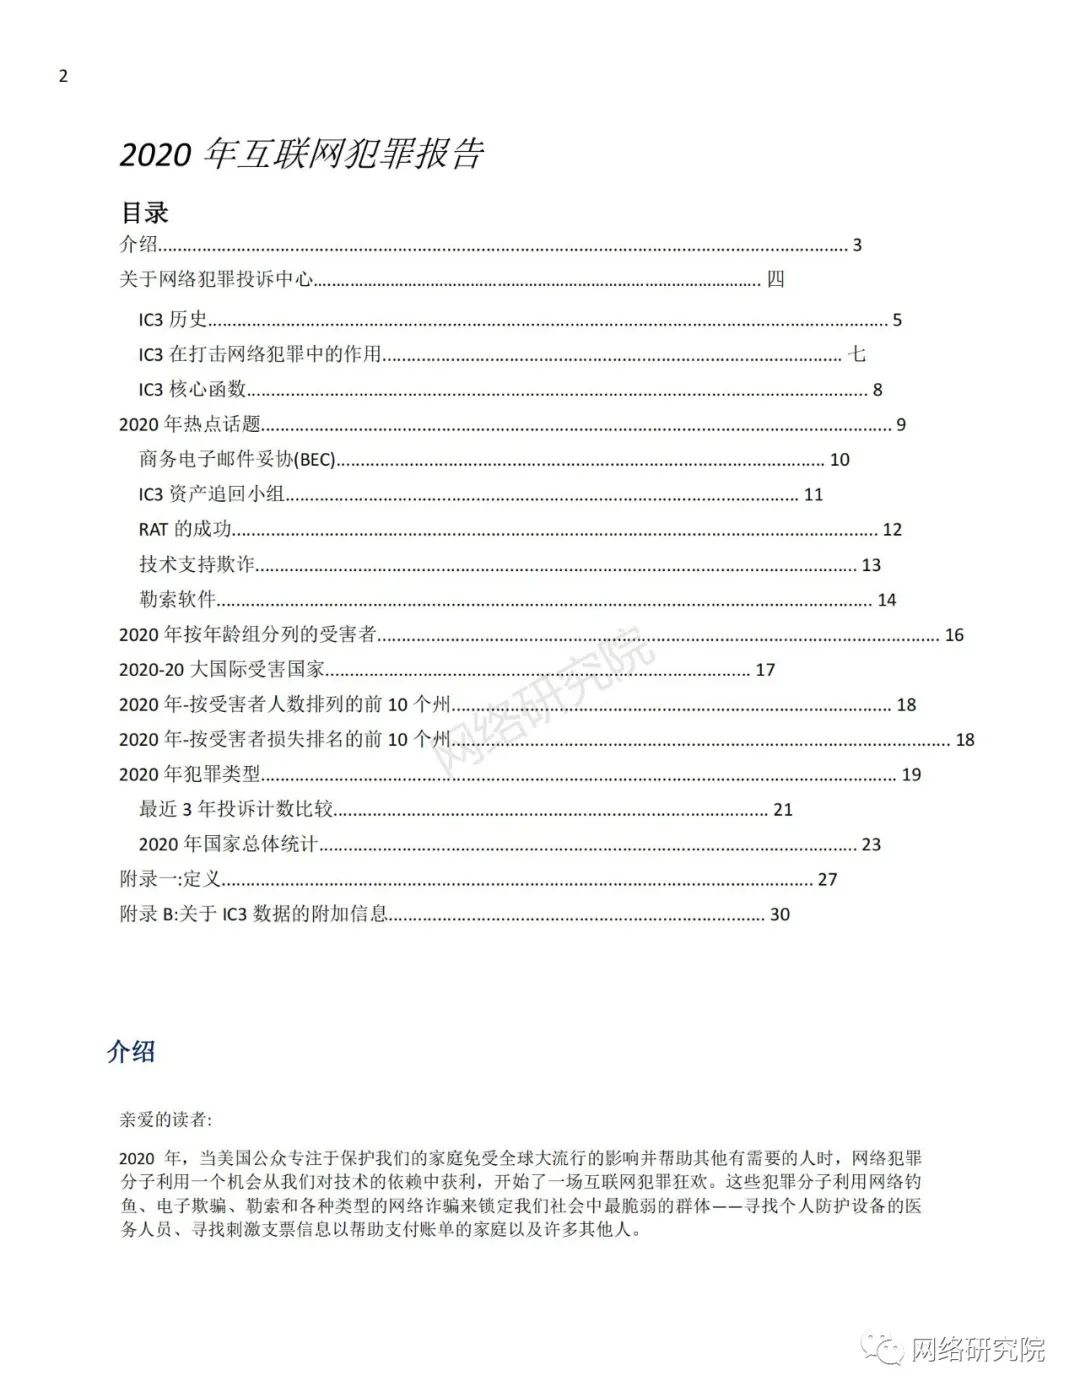 2
2020 年互联网犯罪报告
目录
介绍.......... 3
关于网络犯罪投诉中心.......... 四
IC3 历史.......... 5
IC3 在打击网络犯罪中的作用.......... 七
IC3 核心函数.......... 8
2020 年热点话题.......... 9
商务电子邮件妥协(BEC).......... 10
IC3 资产追回小组.......... 11
RAT 的成功.......... 12
技术支持欺诈.......... 13
勒索软件.......... 14
2020 年按年龄组分列的受害者.......... 16
2020-20 大国际受害国家.......... 17
2020 年-按受害者人数排列的前 10 个州.......... 18
2020 年-按受害者损失排名的前 10 个州.......... 18
2020 年犯罪类型.......... 19
最近 3 年投诉计数比较.......... 21
2020 年国家总体统计.......... 23
附录一:定义.......... 27
附录 B:关于 IC3 数据的附加信息.......... 30
网络研究院
介绍
亲爱的读者:
2020 年，当美国公众专注于保护我们的家庭免受全球大流行的影响并帮助其他有需要的人时，网络犯罪
分子利用一个机会从我们对技术的依赖中获利，开始了一场互联网犯罪狂欢。这些犯罪分子利用网络钓
鱼、电子欺骗、勒索和各种类型的网络诈骗来锁定我们社会中最脆弱的群体——寻找个人防护设备的医
务人员、寻找刺激支票信息以帮助支付账单的家庭以及许多其他人。
网络研究院